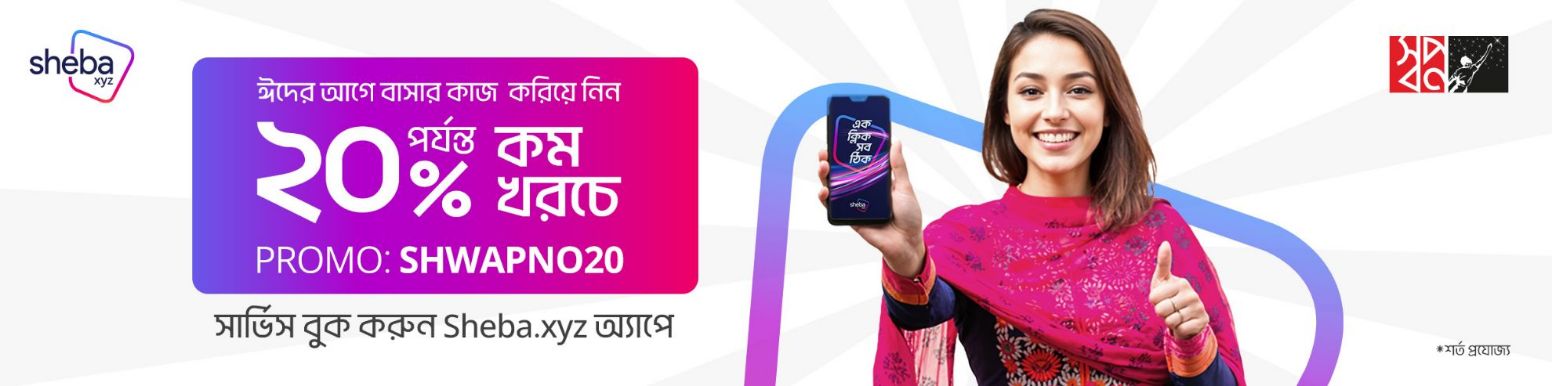 sheba
xyz
ঈদের আগে বাসার কাজ করিয়ে নিন
২০% পর্যন্ত কম খরচে
PROMO: SHWAPNO20
সার্ভিস বুক করুন Sheba.xyz অ্যাপে
এক
ক্লিক
সব
ঠিক
sheba
স্বপ্ন
*শর্ত প্রযোজ্য